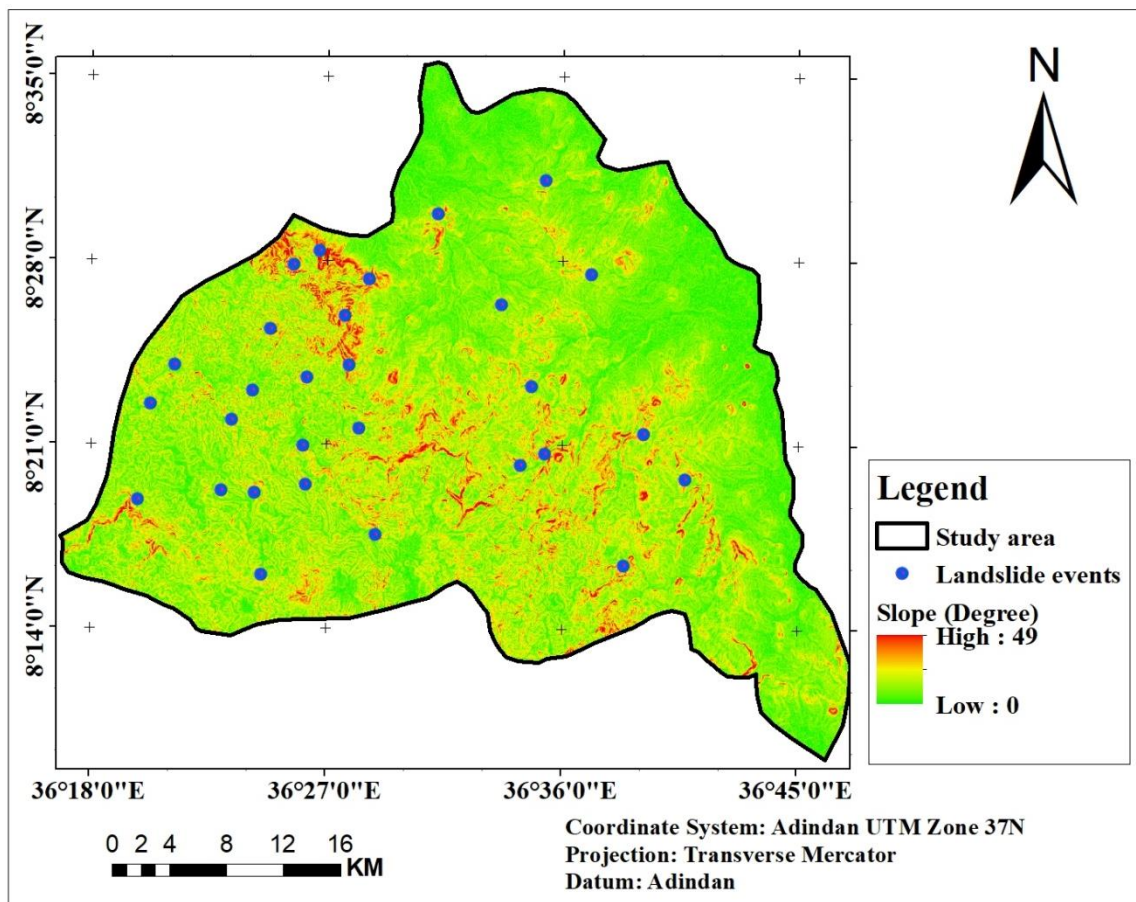 N
8°35'0"N
8°28'0"N
8°21'0"N
8°14'0"N
36°18'0"E
36°27'0"E
36°36'0"E
36°45'0"E
Legend
Study area
Landslide events
Slope (Degree)
High : 49
Low : 0
0 2 4 8 12 16
KM
Coordinate System: Adindan UTM Zone 37N
Projection: Transverse Mercator
Datum: Adindan